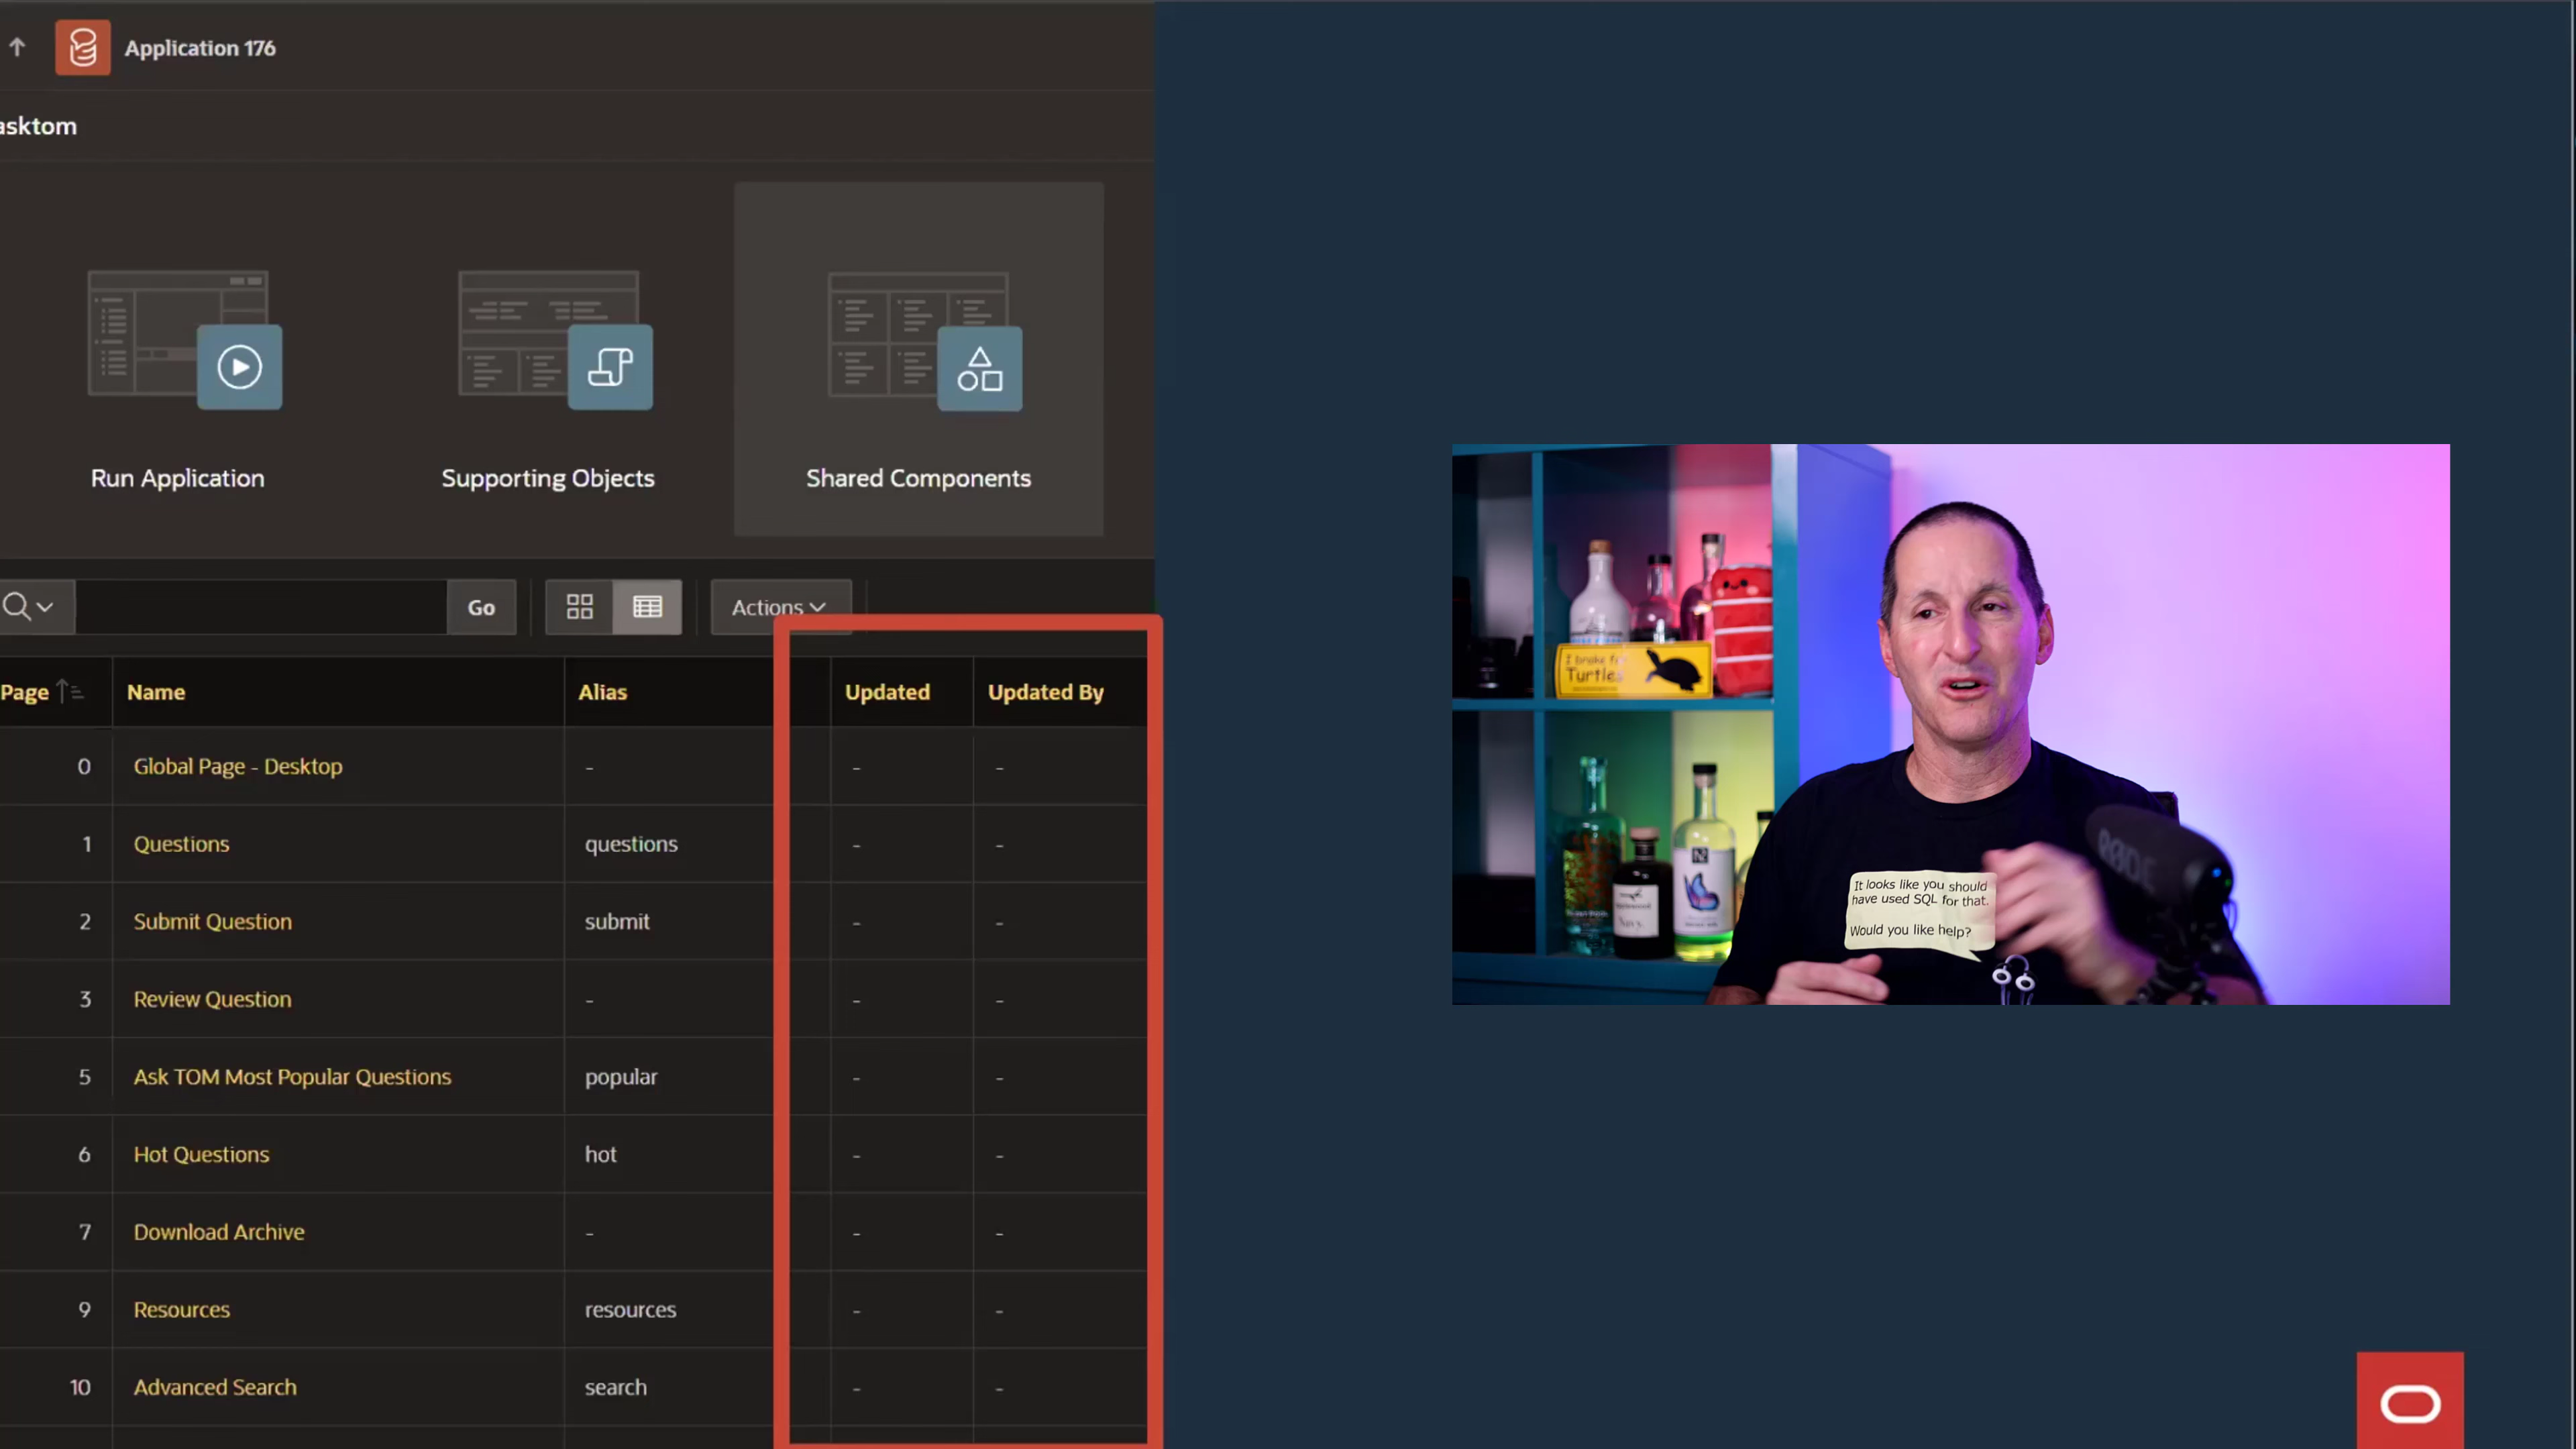 Application 176
asktom
Run Application
Supporting Objects
Shared Components
Go
Actions
Page Name Alias Updated Updated By
0 Global Page - Desktop - - -
1 Questions questions - -
2 Submit Question submit - -
3 Review Question - - -
5 Ask TOM Most Popular Questions popular - -
6 Hot Questions hot - -
7 Download Archive - - -
9 Resources resources - -
10 Advanced Search search - -
I brake for
Turtles
RØDE
It looks like you should
have used SQL for that.
Would you like help?